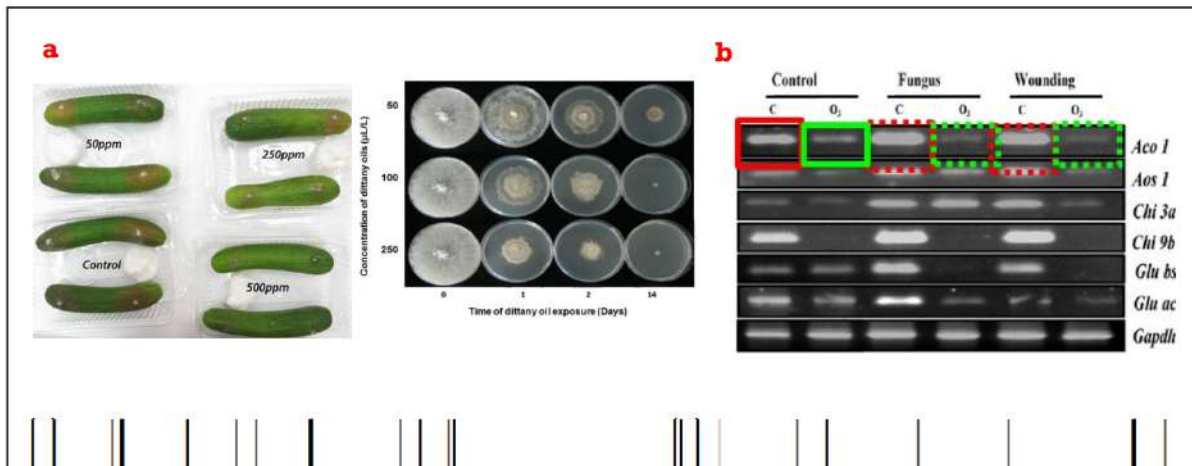 a
50ppm
250ppm
Control
500ppm
Concentration of dittany oils (µL/L)
50
100
250
0 1 2 14
Time of dittany oil exposure (Days)
b
Control Fungus Wounding
C O₃ C O₃ C O₃
Aco 1
Aos 1
Chi 3a
Chi 9b
Glu bs
Glu ac
Gapdh